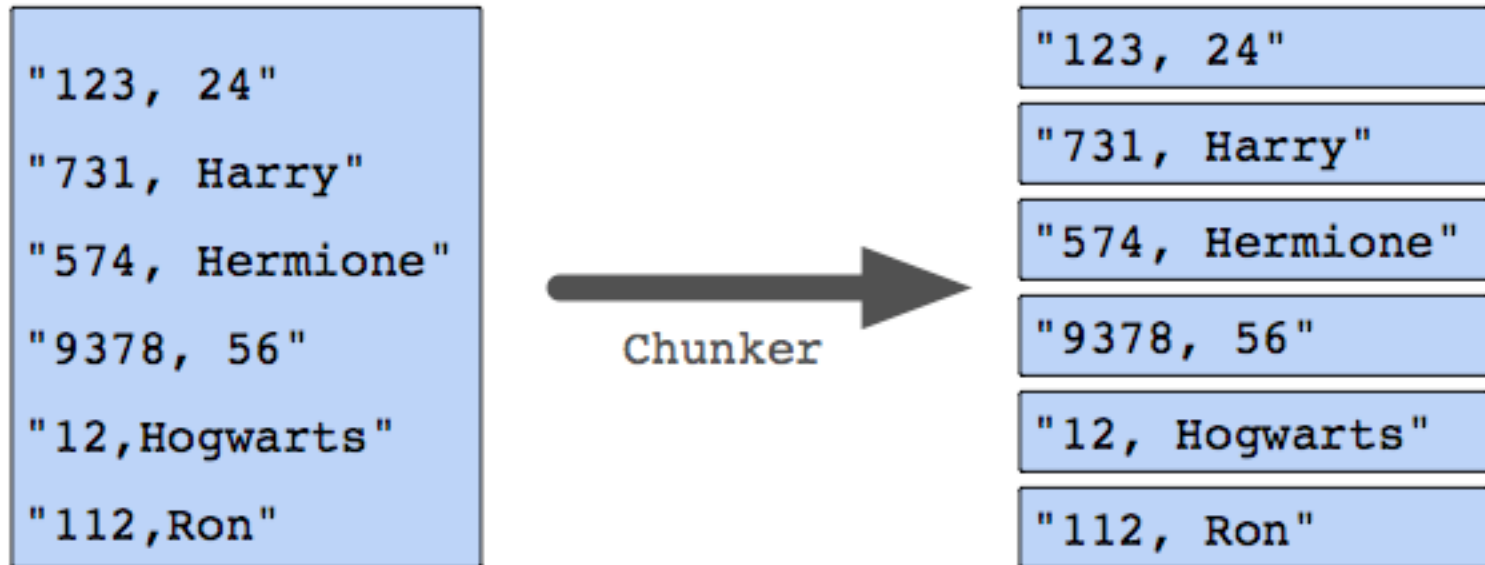 "123, 24"
"731, Harry"
"574, Hermione"
"9378, 56"
"12,Hogwarts"
"112,Ron"
Chunker
"123, 24"
"731, Harry"
"574, Hermione"
"9378, 56"
"12, Hogwarts"
"112, Ron"